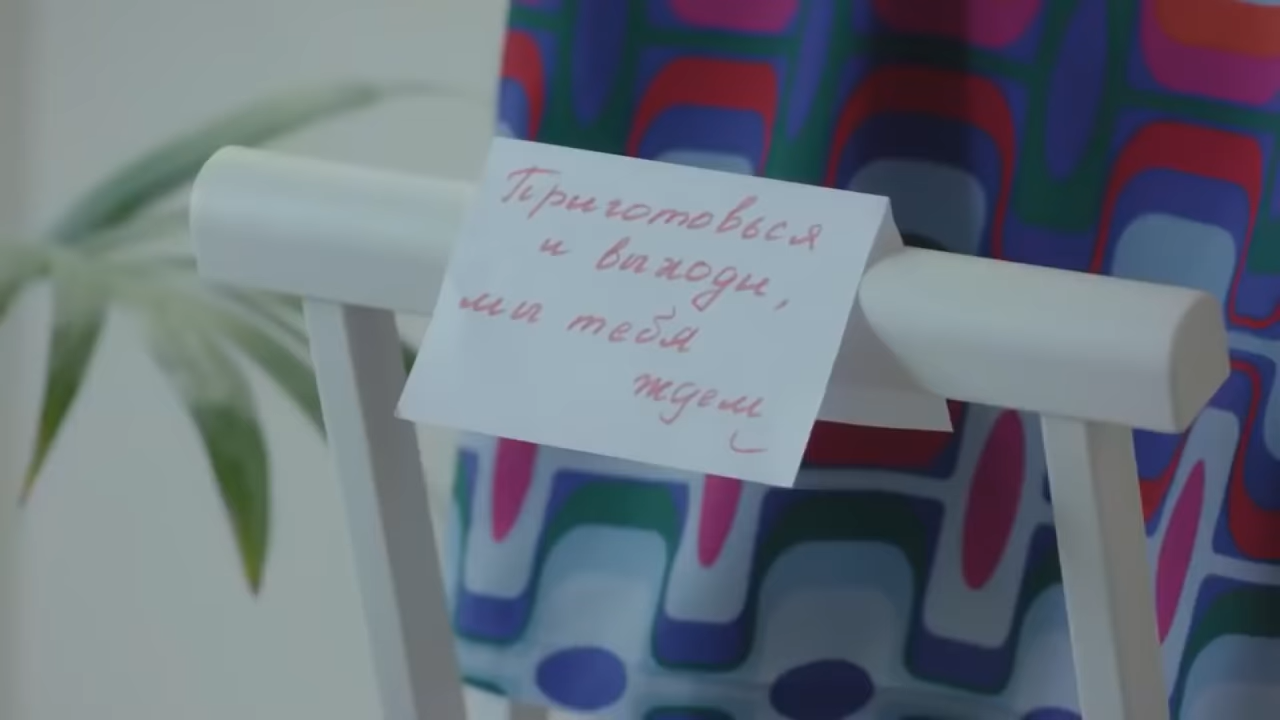 Приготовься
и выходи,
мы тебя
ждем